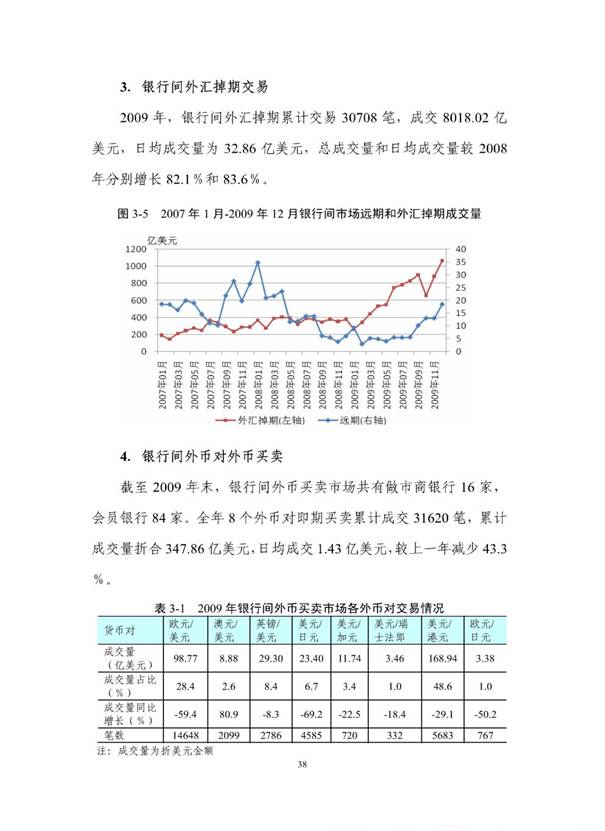 3. 银行间外汇掉期交易
2009 年，银行间外汇掉期累计交易 30708 笔，成交 8018.02 亿
美元，日均成交量为 32.86 亿美元，总成交量和日均成交量较 2008
年分别增长 82.1％和 83.6％。
图 3-5 2007 年 1 月-2009 年 12 月银行间市场远期和外汇掉期成交量
亿美元
1200 40
1000 35
800 30
600 25
400 20
200 15
0 10
5
0
2007年01月
2007年03月
2007年05月
2007年07月
2007年09月
2007年11月
2008年01月
2008年03月
2008年05月
2008年07月
2008年09月
2008年11月
2009年01月
2009年03月
2009年05月
2009年07月
2009年09月
2009年11月
外汇掉期(左轴) 远期(右轴)
4. 银行间外币对外币买卖
截至 2009 年末，银行间外币买卖市场共有做市商银行 16 家，
会员银行 84 家。全年 8 个外币对即期买卖累计成交 31620 笔，累计
成交量折合 347.86 亿美元，日均成交 1.43 亿美元，较上一年减少 43.3
％。
表 3-1 2009 年银行间外币买卖市场各外币对交易情况
货币对 欧元/美元 澳元/美元 英镑/美元 美元/日元 美元/加元 美元/瑞士法郎 美元/港元 欧元/日元
成交量（亿美元） 98.77 8.88 29.30 23.40 11.74 3.46 168.94 3.38
成交量占比（％） 28.4 2.6 8.4 6.7 3.4 1.0 48.6 1.0
成交量同比增长（％） -59.4 80.9 -8.3 -69.2 -22.5 -18.4 -29.1 -50.2
笔数 14648 2099 2786 4585 720 332 5683 767
注：成交量为折美元金额
38